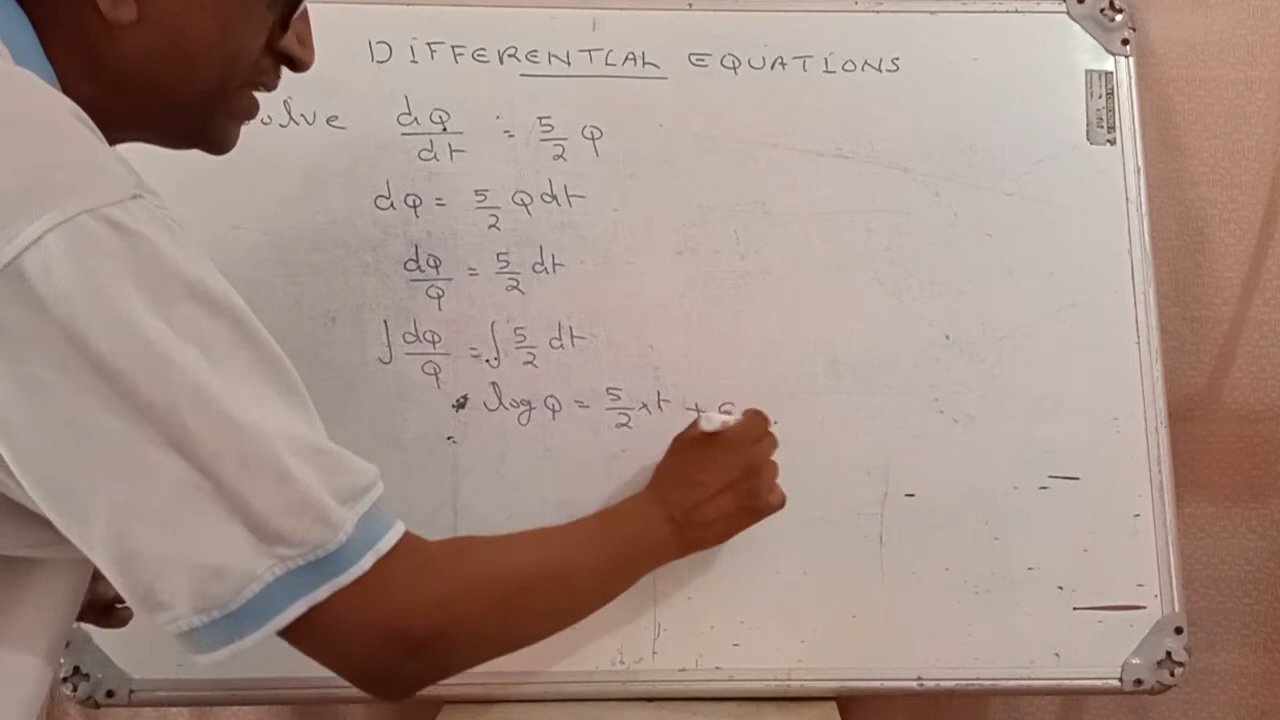 DIFFERENTIAL EQUATIONS
olve dQ/dt = 5/2 Q
dQ = 5/2 Q dt
dQ/Q = 5/2 dt
∫ dQ/Q = ∫ 5/2 dt
log Q = 5/2 × t +